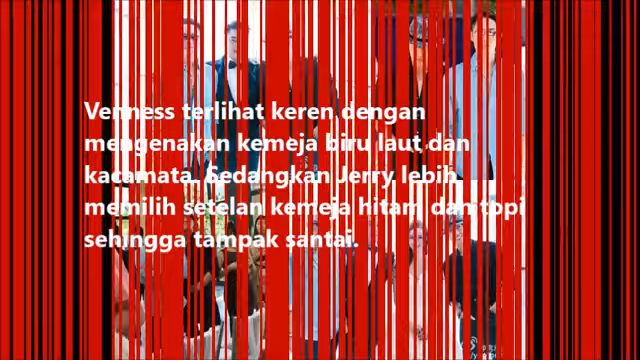 Venness terlihat keren dengan
mengenakan kemeja biru laut dan
kacamata. Sedangkan Jerry lebih
memilih setelan kemeja hitam dan topi
sehingga tampak santai.